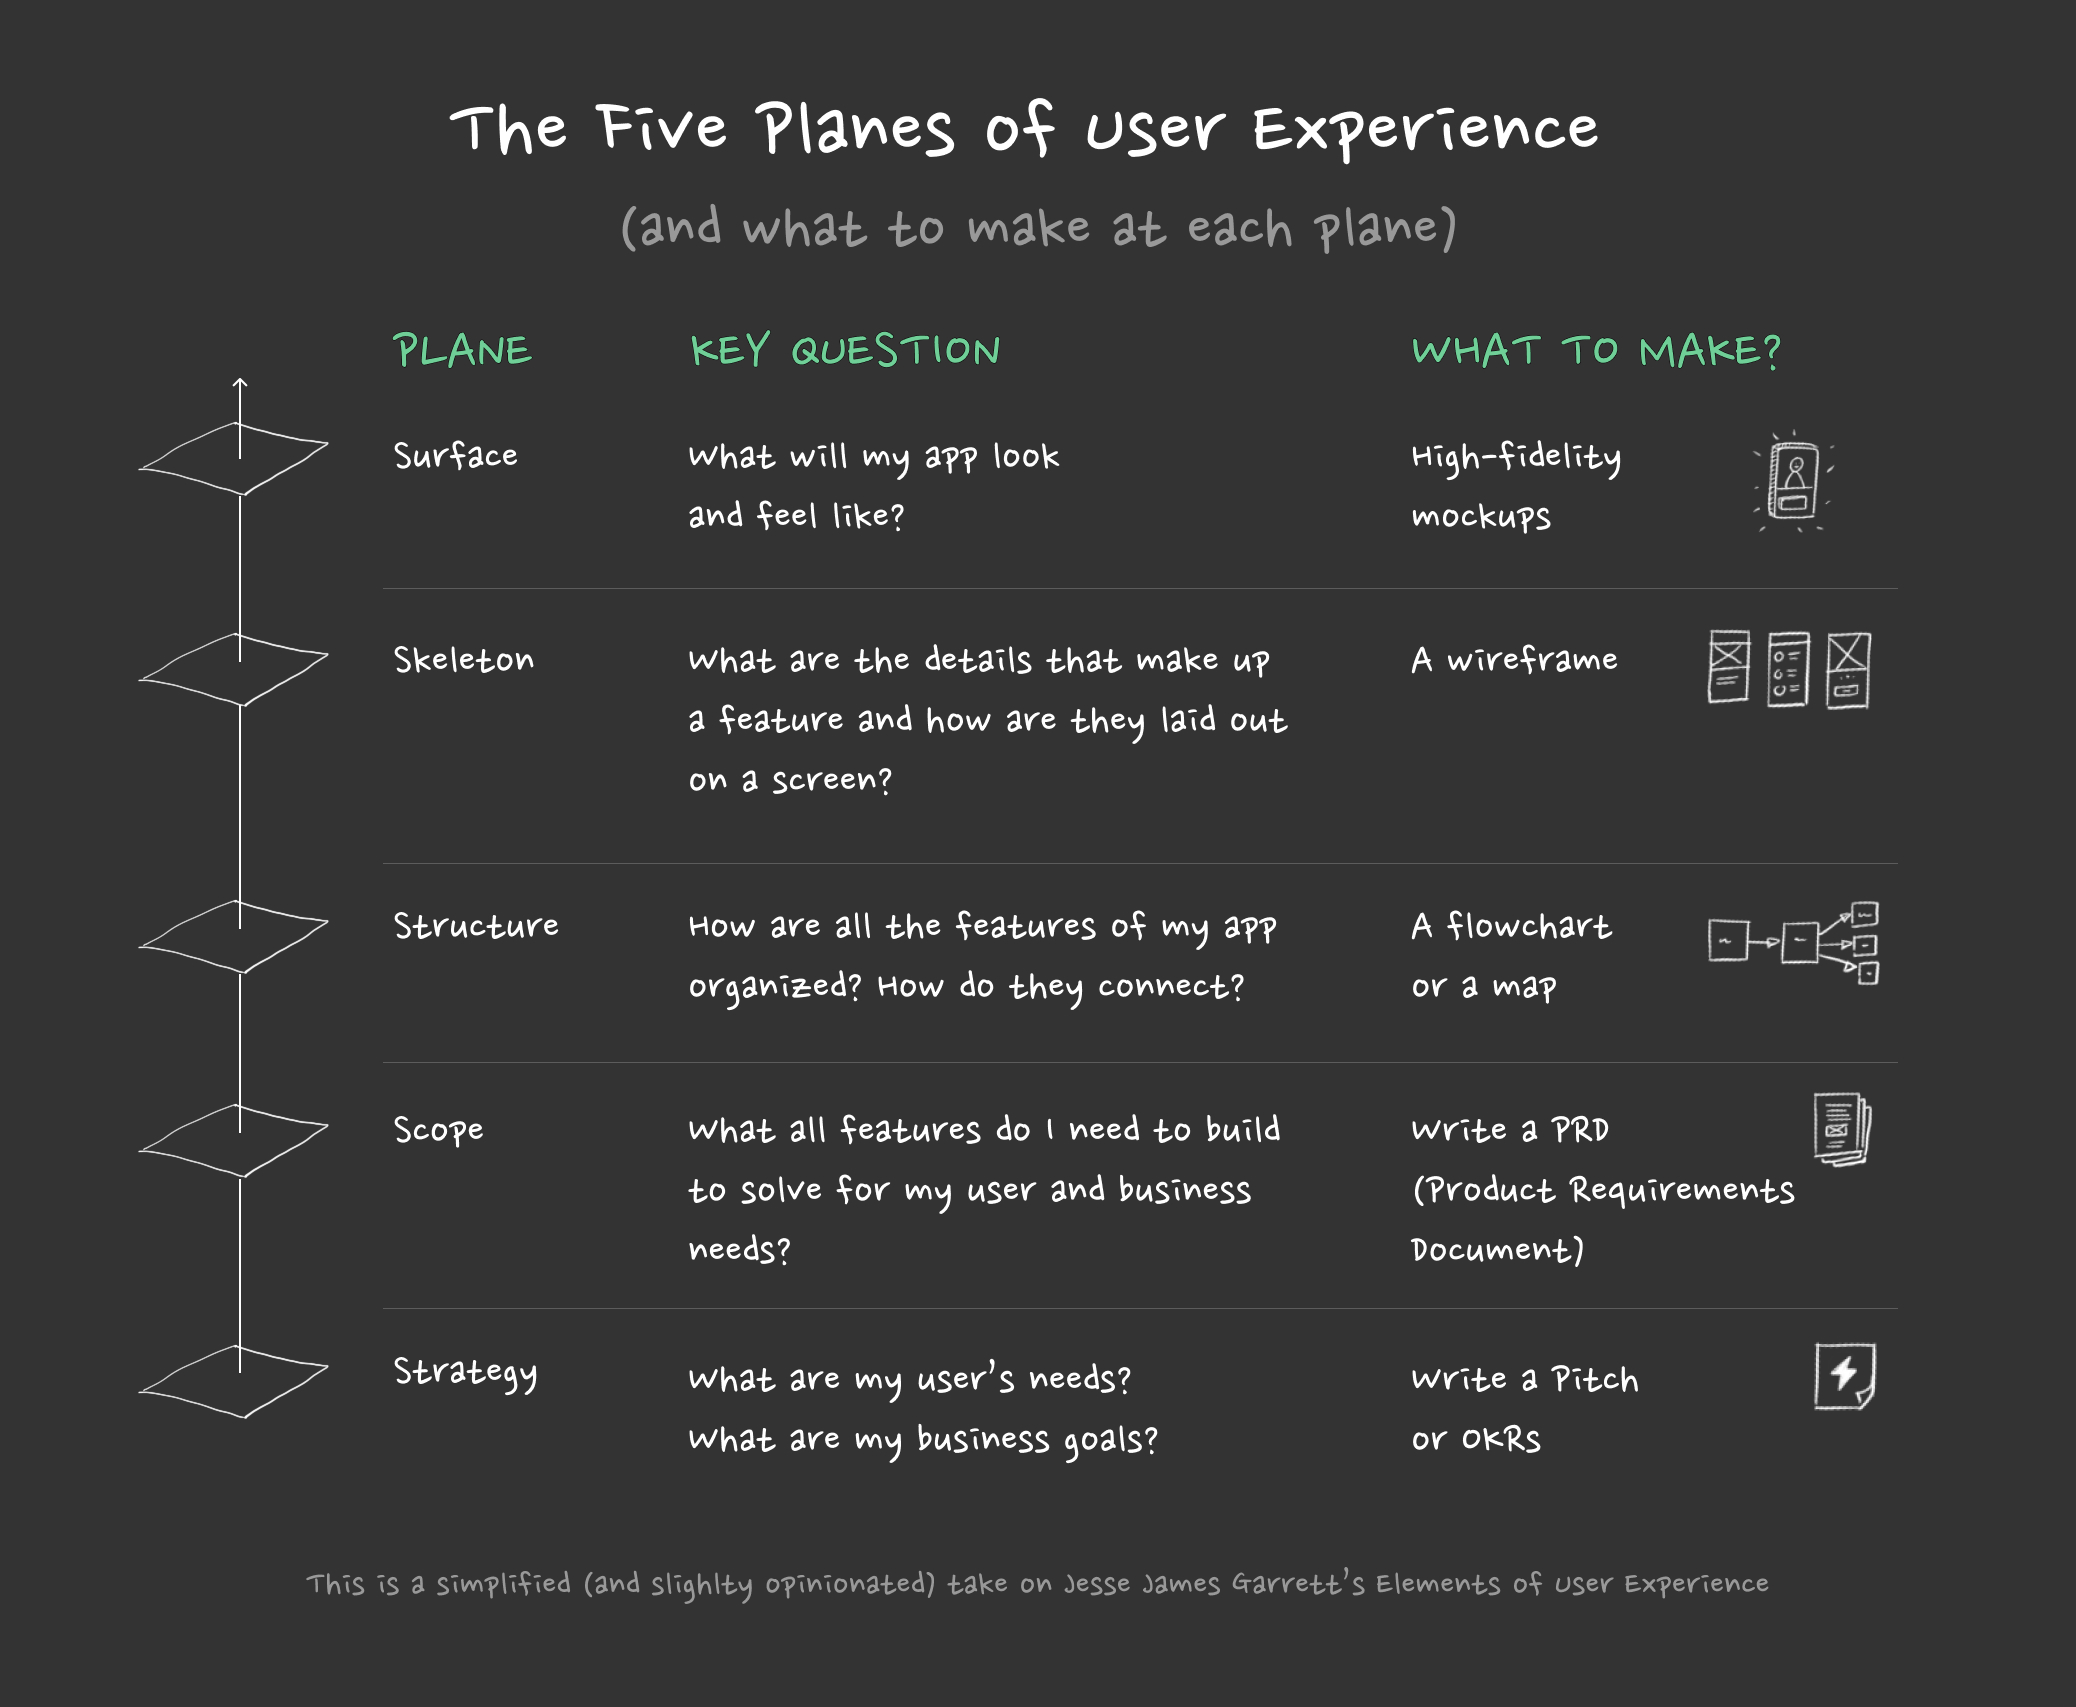 The Five Planes of User Experience
(and what to make at each plane)
PLANE
KEY QUESTION
WHAT TO MAKE?
Surface
What will my app look
and feel like?
High-fidelity
mockups
Skeleton
What are the details that make up
a feature and how are they laid out
on a screen?
A wireframe
Structure
How are all the features of my app
organized? How do they connect?
A flowchart
or a map
Scope
What all features do I need to build
to solve for my user and business
needs?
Write a PRD
(Product Requirements
Document)
Strategy
What are my user's needs?
What are my business goals?
Write a Pitch
or OKRs
This is a simplified (and slighlty opinionated) take on Jesse James Garrett's Elements of User Experience